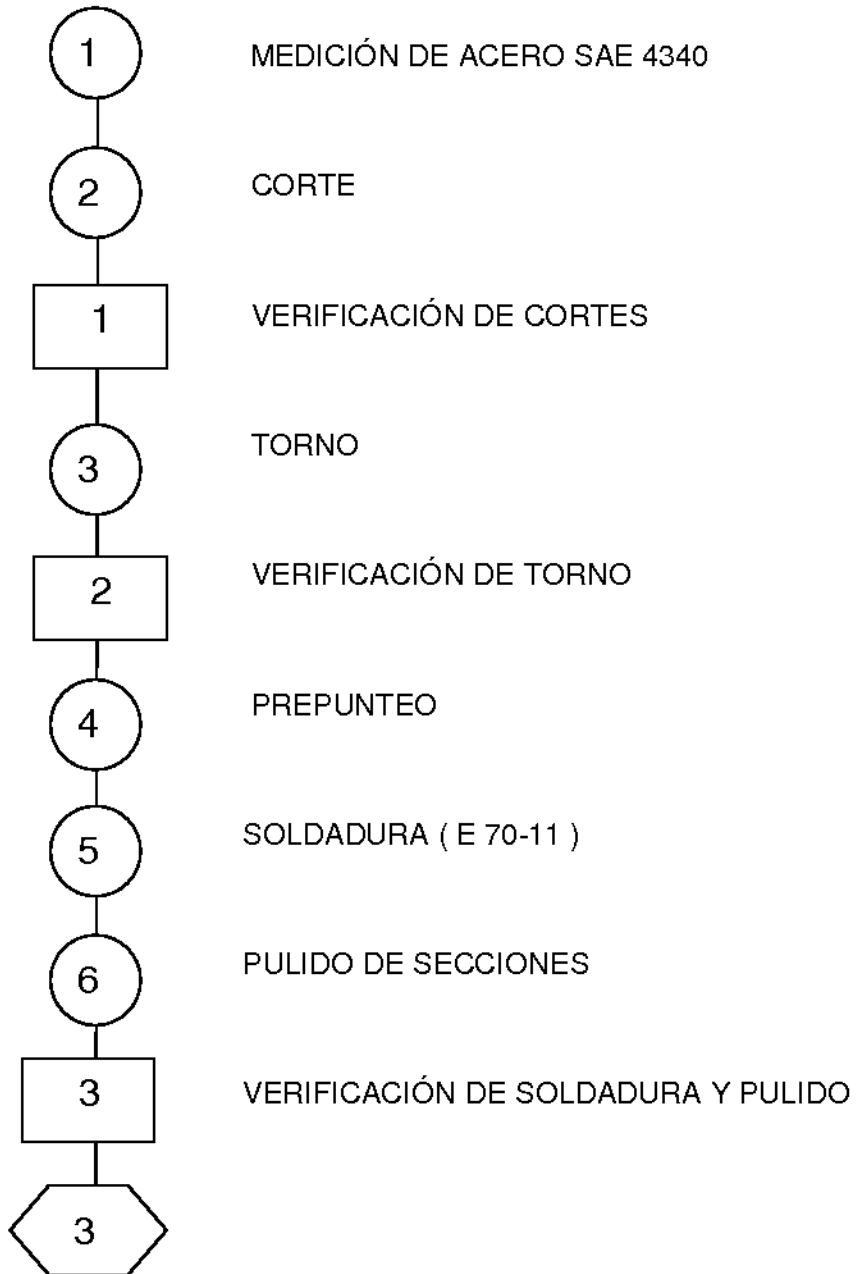 1 MEDICIÓN DE ACERO SAE 4340
2 CORTE
1 VERIFICACIÓN DE CORTES
3 TORNO
2 VERIFICACIÓN DE TORNO
4 PREPUNTEO
5 SOLDADURA ( E 70-11 )
6 PULIDO DE SECCIONES
3 VERIFICACIÓN DE SOLDADURA Y PULIDO
3